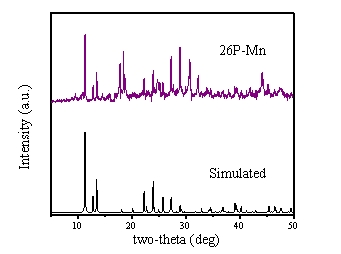 26P-Mn
Intensity (a.u.)
Simulated
10 20 30 40 50
two-theta (deg)